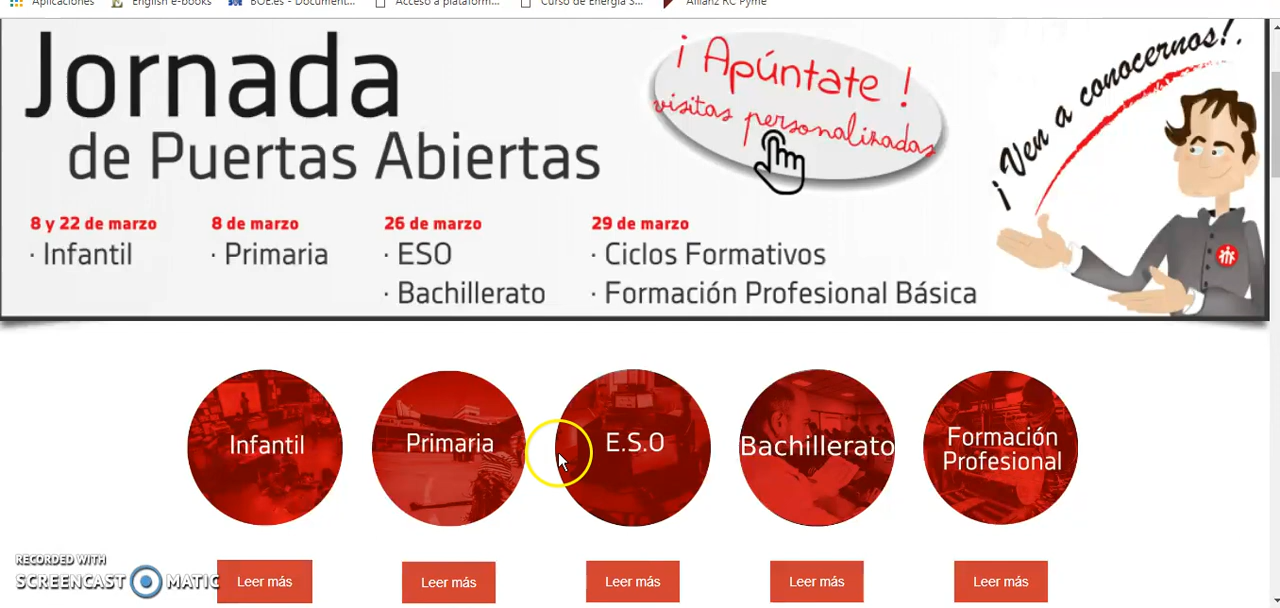 Aplicaciones English e-books BOE.es - Document... Acceso a plataform... Curso de Energía S... Allianz RC Pyme
Jornada
de Puertas Abiertas
¡Apúntate!
visitas personalizadas
¡Ven a conocernos!.
8 y 22 de marzo
· Infantil
8 de marzo
· Primaria
26 de marzo
· ESO
· Bachillerato
29 de marzo
· Ciclos Formativos
· Formación Profesional Básica
Infantil
Primaria
E.S.O
Bachillerato
Formación
Profesional
Leer más
Leer más
Leer más
Leer más
Leer más
RECORDED WITH
SCREENCAST MATIC